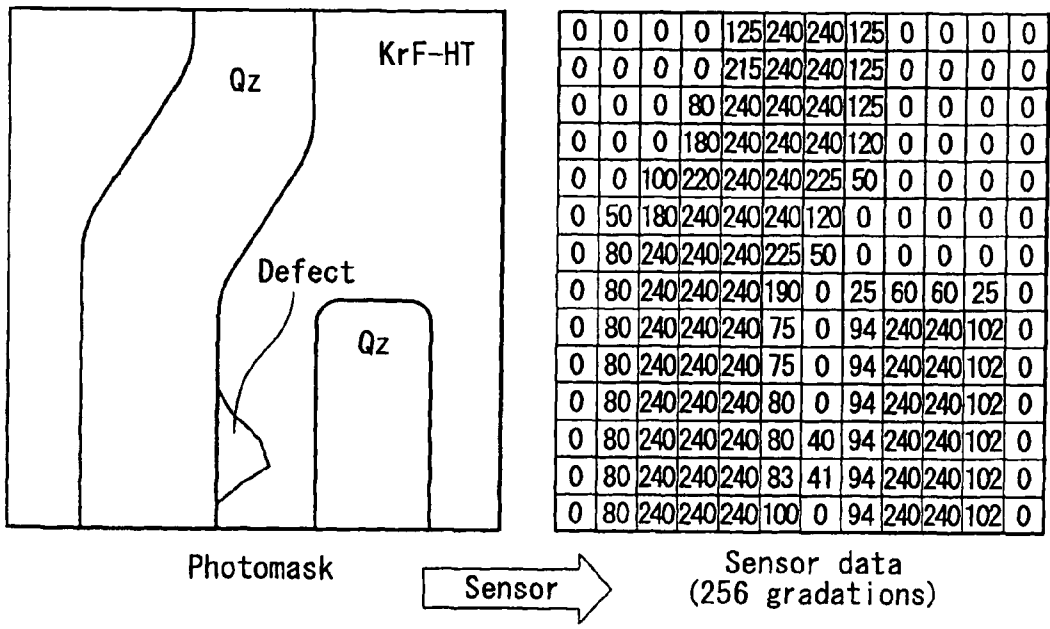 KrF-HT
Qz
Defect
Qz
Photomask
Sensor
0 0 0 0 125 240 240 125 0 0 0 0
0 0 0 0 215 240 240 125 0 0 0 0
0 0 0 80 240 240 240 125 0 0 0 0
0 0 0 180 240 240 240 120 0 0 0 0
0 0 100 220 240 240 225 50 0 0 0 0
0 50 180 240 240 240 120 0 0 0 0 0
0 80 240 240 240 225 50 0 0 0 0 0
0 80 240 240 240 190 0 25 60 60 25 0
0 80 240 240 240 75 0 94 240 240 102 0
0 80 240 240 240 75 0 94 240 240 102 0
0 80 240 240 240 80 0 94 240 240 102 0
0 80 240 240 240 80 40 94 240 240 102 0
0 80 240 240 240 83 41 94 240 240 102 0
0 80 240 240 240 100 0 94 240 240 102 0
Sensor data
(256 gradations)